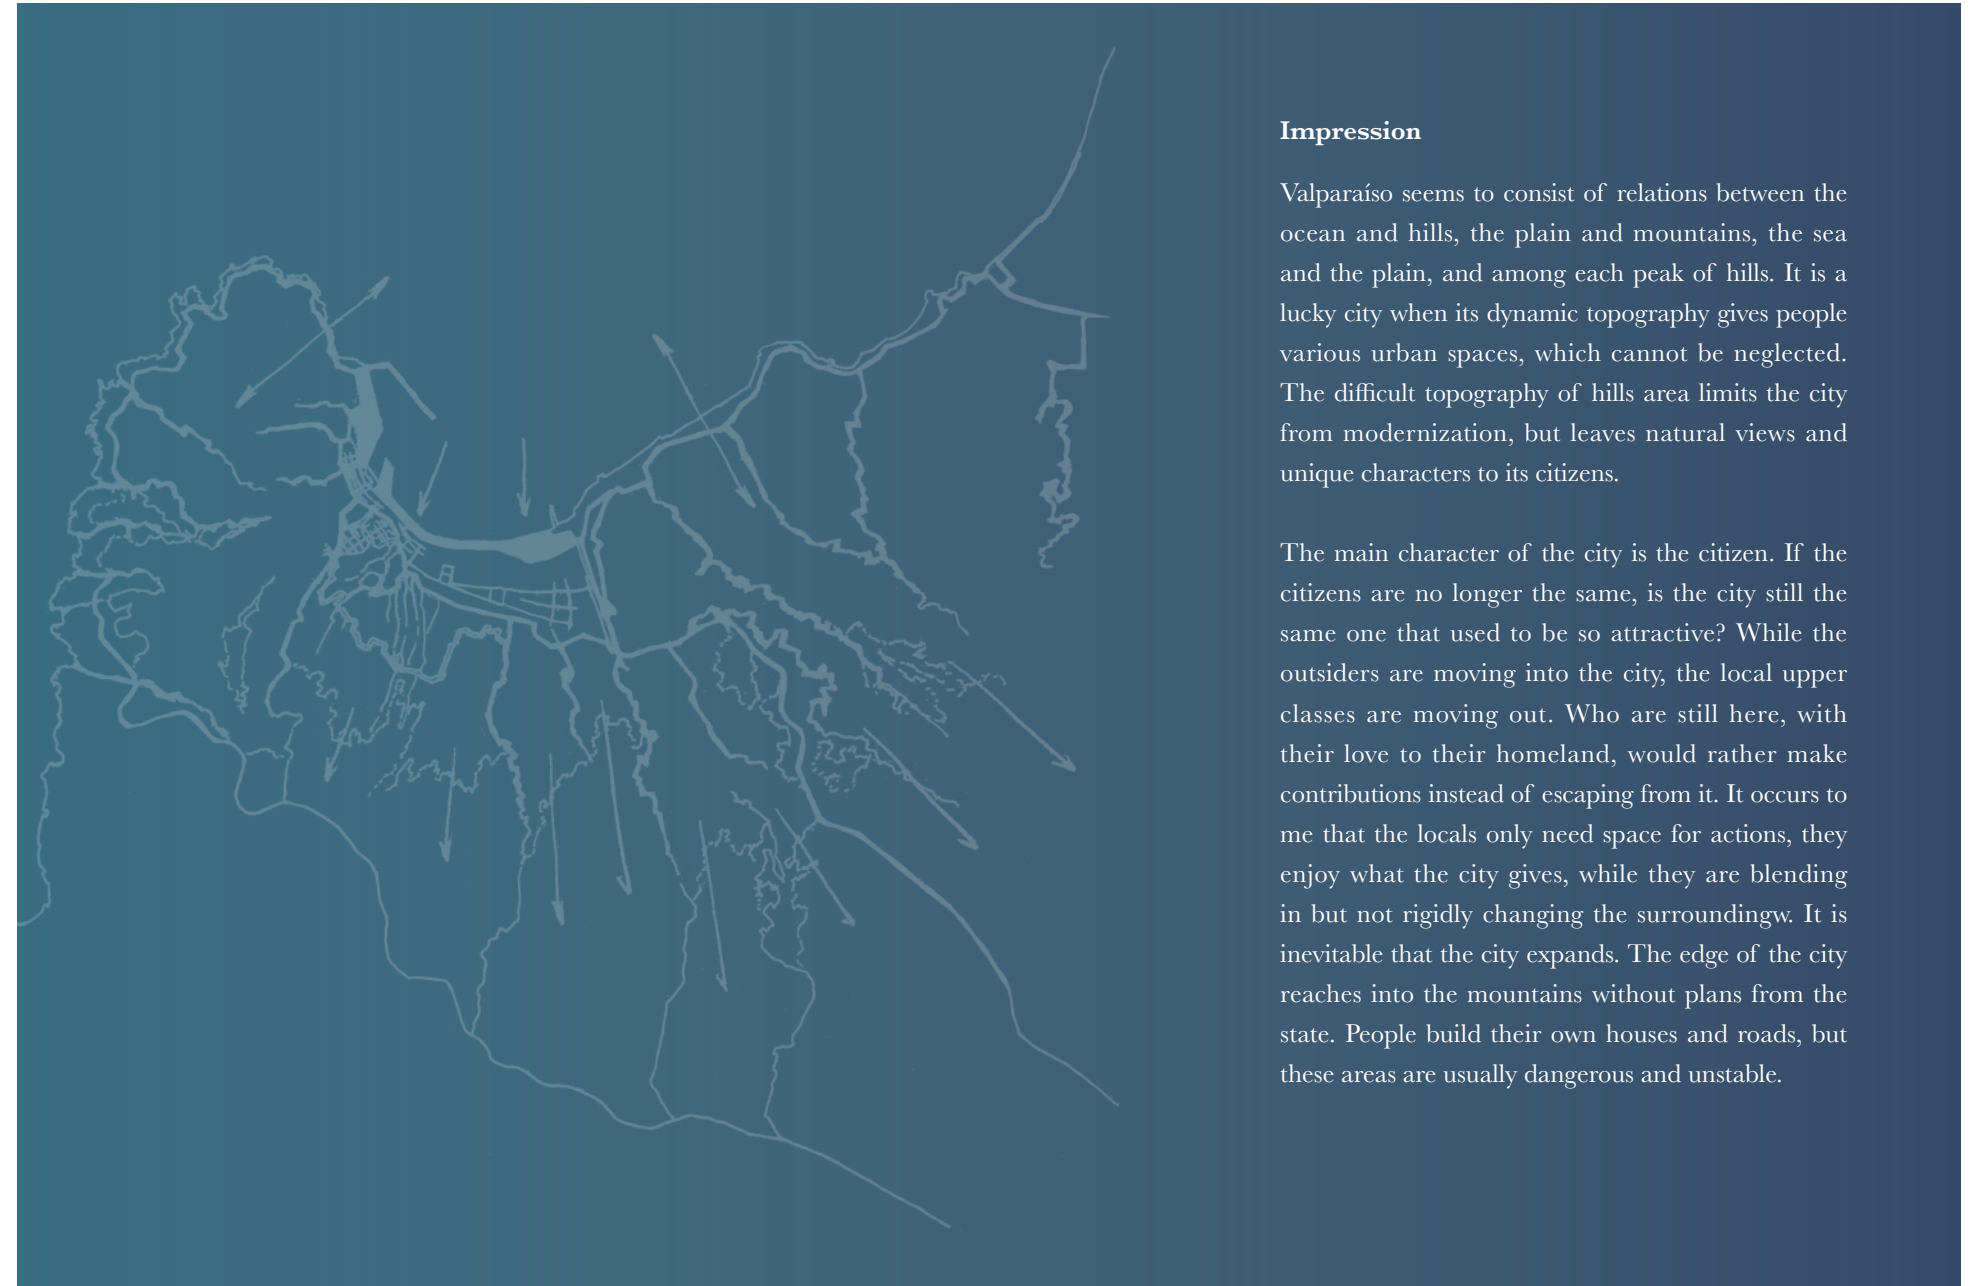 Impression
Valparaíso seems to consist of relations between the
ocean and hills, the plain and mountains, the sea
and the plain, and among each peak of hills. It is a
lucky city when its dynamic topography gives people
various urban spaces, which cannot be neglected.
The difficult topography of hills area limits the city
from modernization, but leaves natural views and
unique characters to its citizens.
The main character of the city is the citizen. If the
citizens are no longer the same, is the city still the
same one that used to be so attractive? While the
outsiders are moving into the city, the local upper
classes are moving out. Who are still here, with
their love to their homeland, would rather make
contributions instead of escaping from it. It occurs to
me that the locals only need space for actions, they
enjoy what the city gives, while they are blending
in but not rigidly changing the surroundingw. It is
inevitable that the city expands. The edge of the city
reaches into the mountains without plans from the
state. People build their own houses and roads, but
these areas are usually dangerous and unstable.